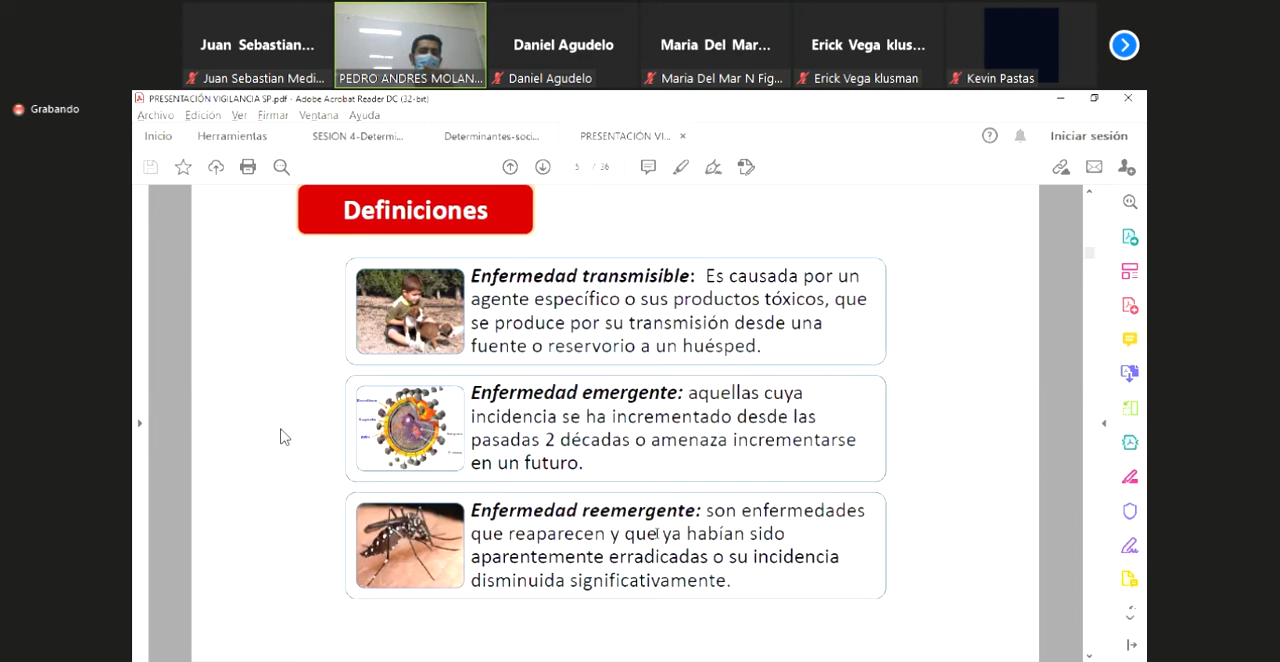 Juan Sebastian...
Daniel Agudelo
Maria Del Mar...
Erick Vega klus...
Juan Sebastian Medi...
PEDRO ANDRES MOLAN...
Daniel Agudelo
Maria Del Mar N Fig...
Erick Vega klusman
Kevin Pastas
Grabando
PRESENTACIÓN VIGILANCIA SP.pdf - Adobe Acrobat Reader DC (32-bit)
Archivo Edición Ver Firmar Ventana Ayuda
Inicio
Herramientas
SESION 4-Determi...
Determinantes-soci...
PRESENTACIÓN VI...
Iniciar sesión
5 / 36
Definiciones
Enfermedad transmisible: Es causada por un
agente específico o sus productos tóxicos, que
se produce por su transmisión desde una
fuente o reservorio a un huésped.
Enfermedad emergente: aquellas cuya
incidencia se ha incrementado desde las
pasadas 2 décadas o amenaza incrementarse
en un futuro.
Enfermedad reemergente: son enfermedades
que reaparecen y que ya habían sido
aparentemente erradicadas o su incidencia
disminuida significativamente.